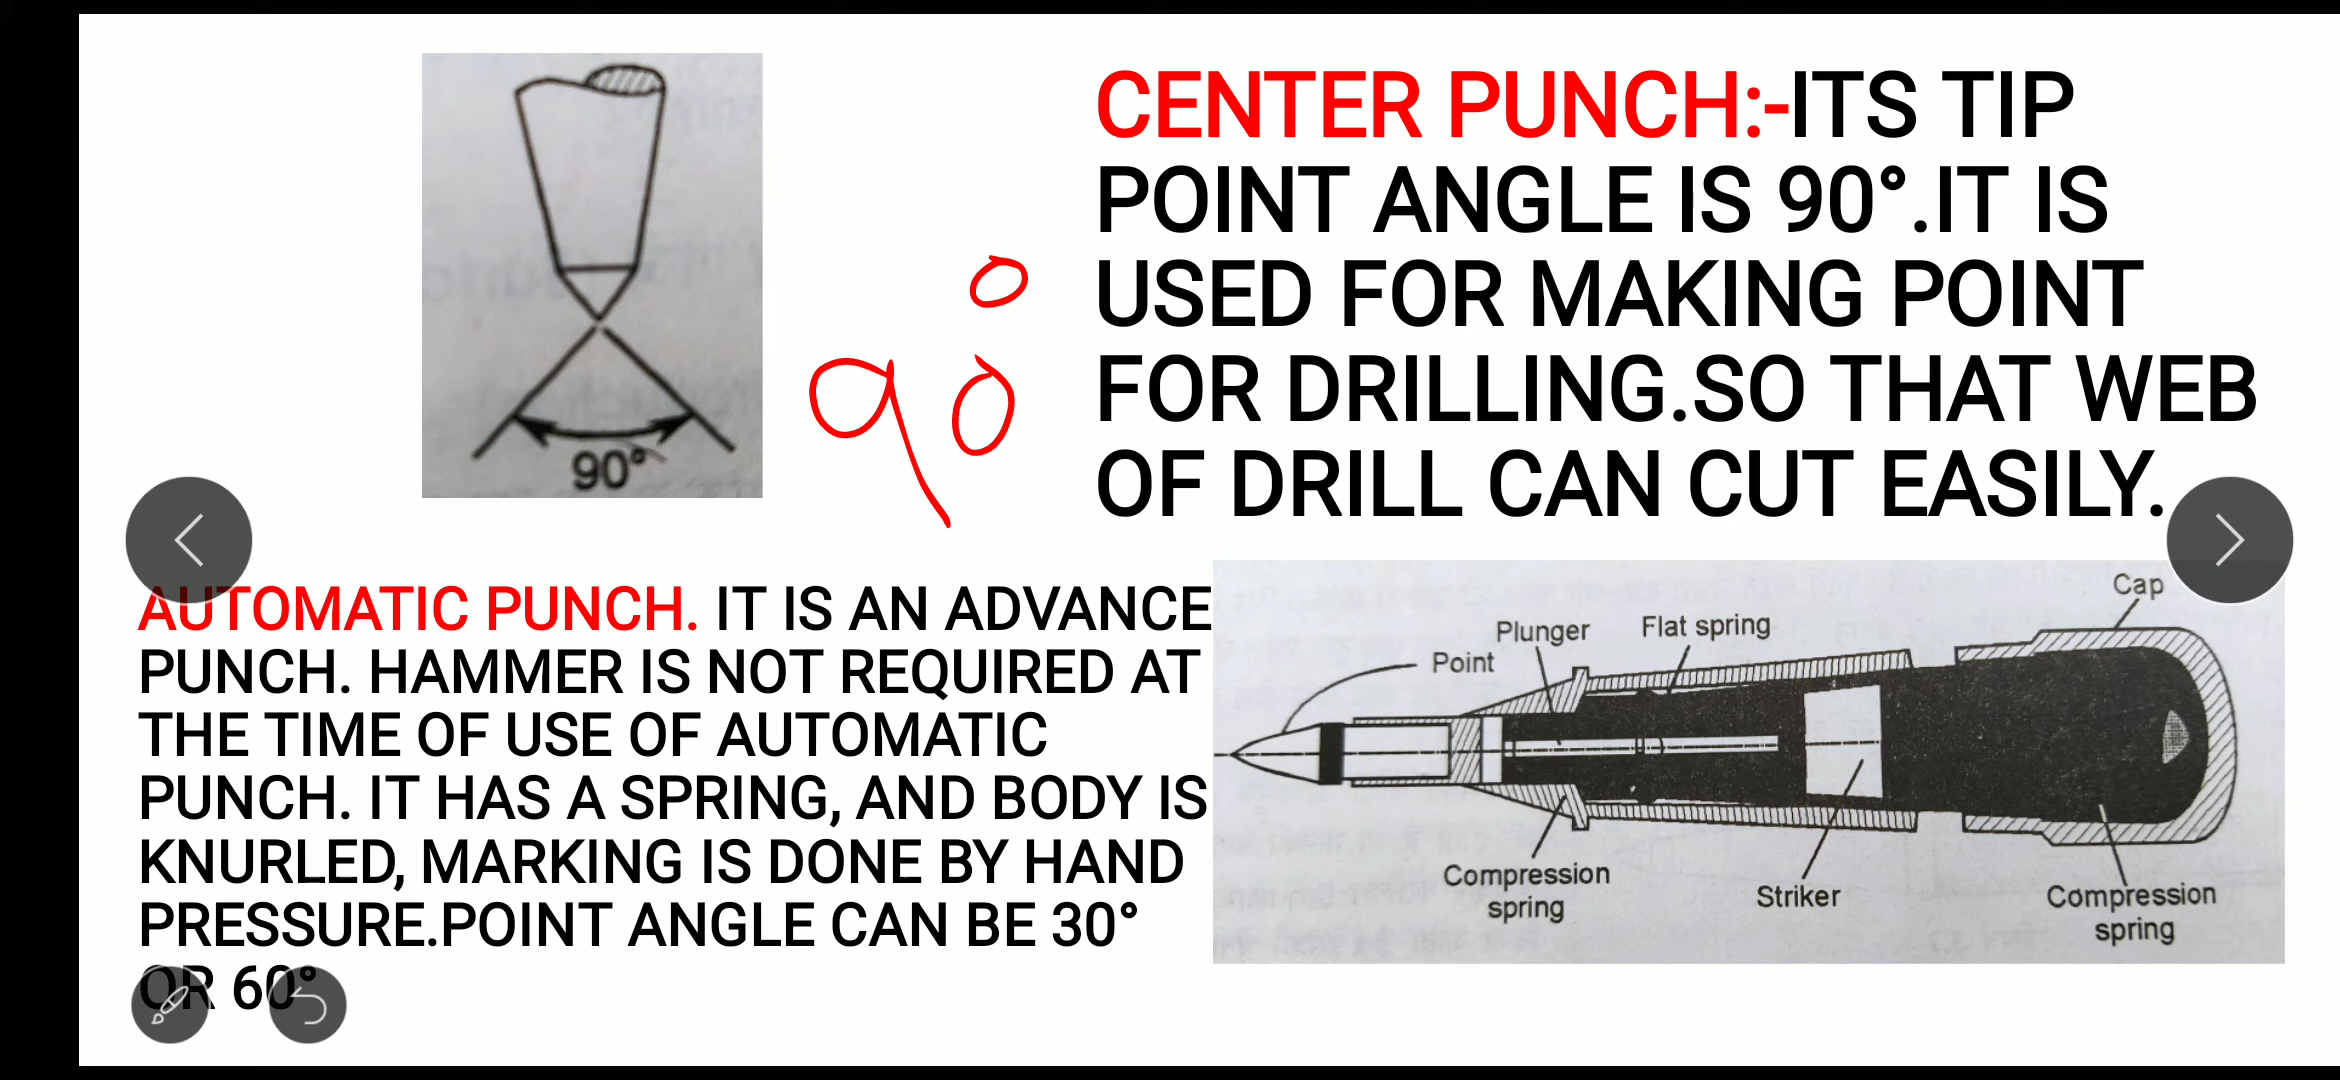 CENTER PUNCH:-ITS TIP
POINT ANGLE IS 90°.IT IS
USED FOR MAKING POINT
FOR DRILLING.SO THAT WEB
OF DRILL CAN CUT EASILY.
90°
90°
AUTOMATIC PUNCH. IT IS AN ADVANCE
PUNCH. HAMMER IS NOT REQUIRED AT
THE TIME OF USE OF AUTOMATIC
PUNCH. IT HAS A SPRING, AND BODY IS
KNURLED, MARKING IS DONE BY HAND
PRESSURE.POINT ANGLE CAN BE 30°
OR 60°
Cap
Flat spring
Plunger
Point
Compression
spring
Striker
Compression
spring